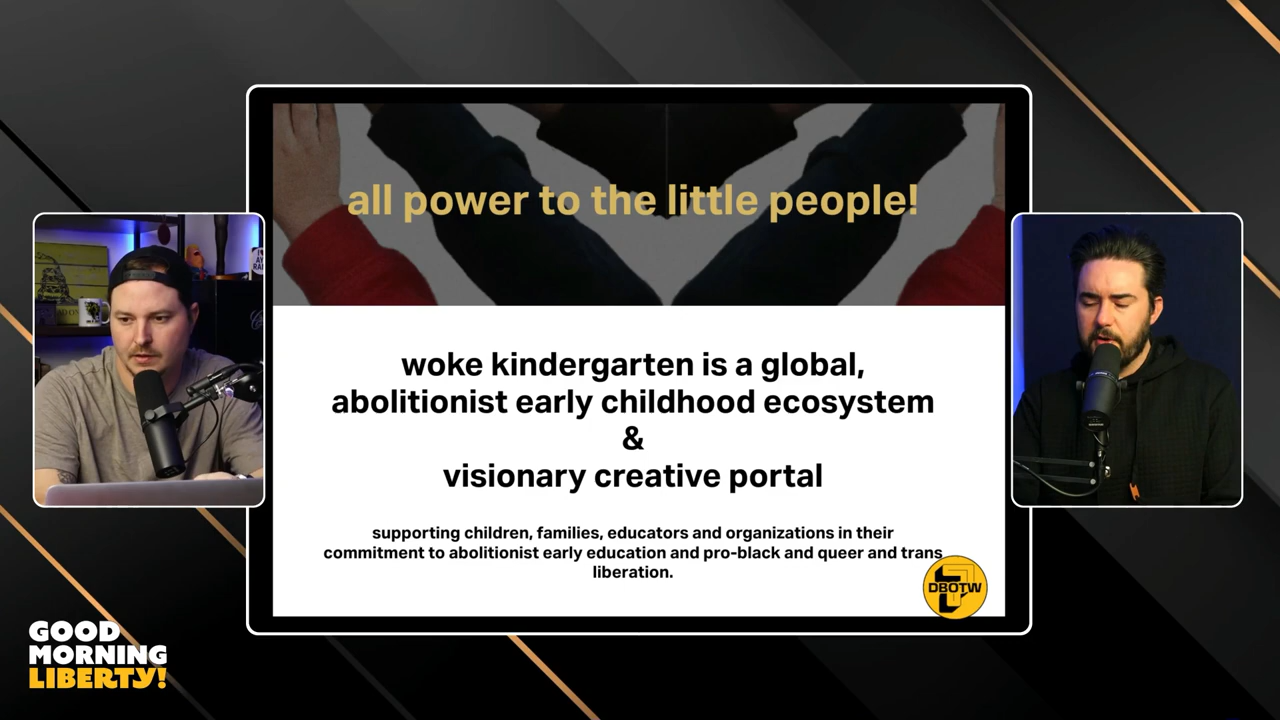 all power to the little people!
woke kindergarten is a global,
abolitionist early childhood ecosystem
&
visionary creative portal
supporting children, families, educators and organizations in their
commitment to abolitionist early education and pro-black and queer and trans
liberation.
DBOTW
GOOD
MORNING
LIBERTY!